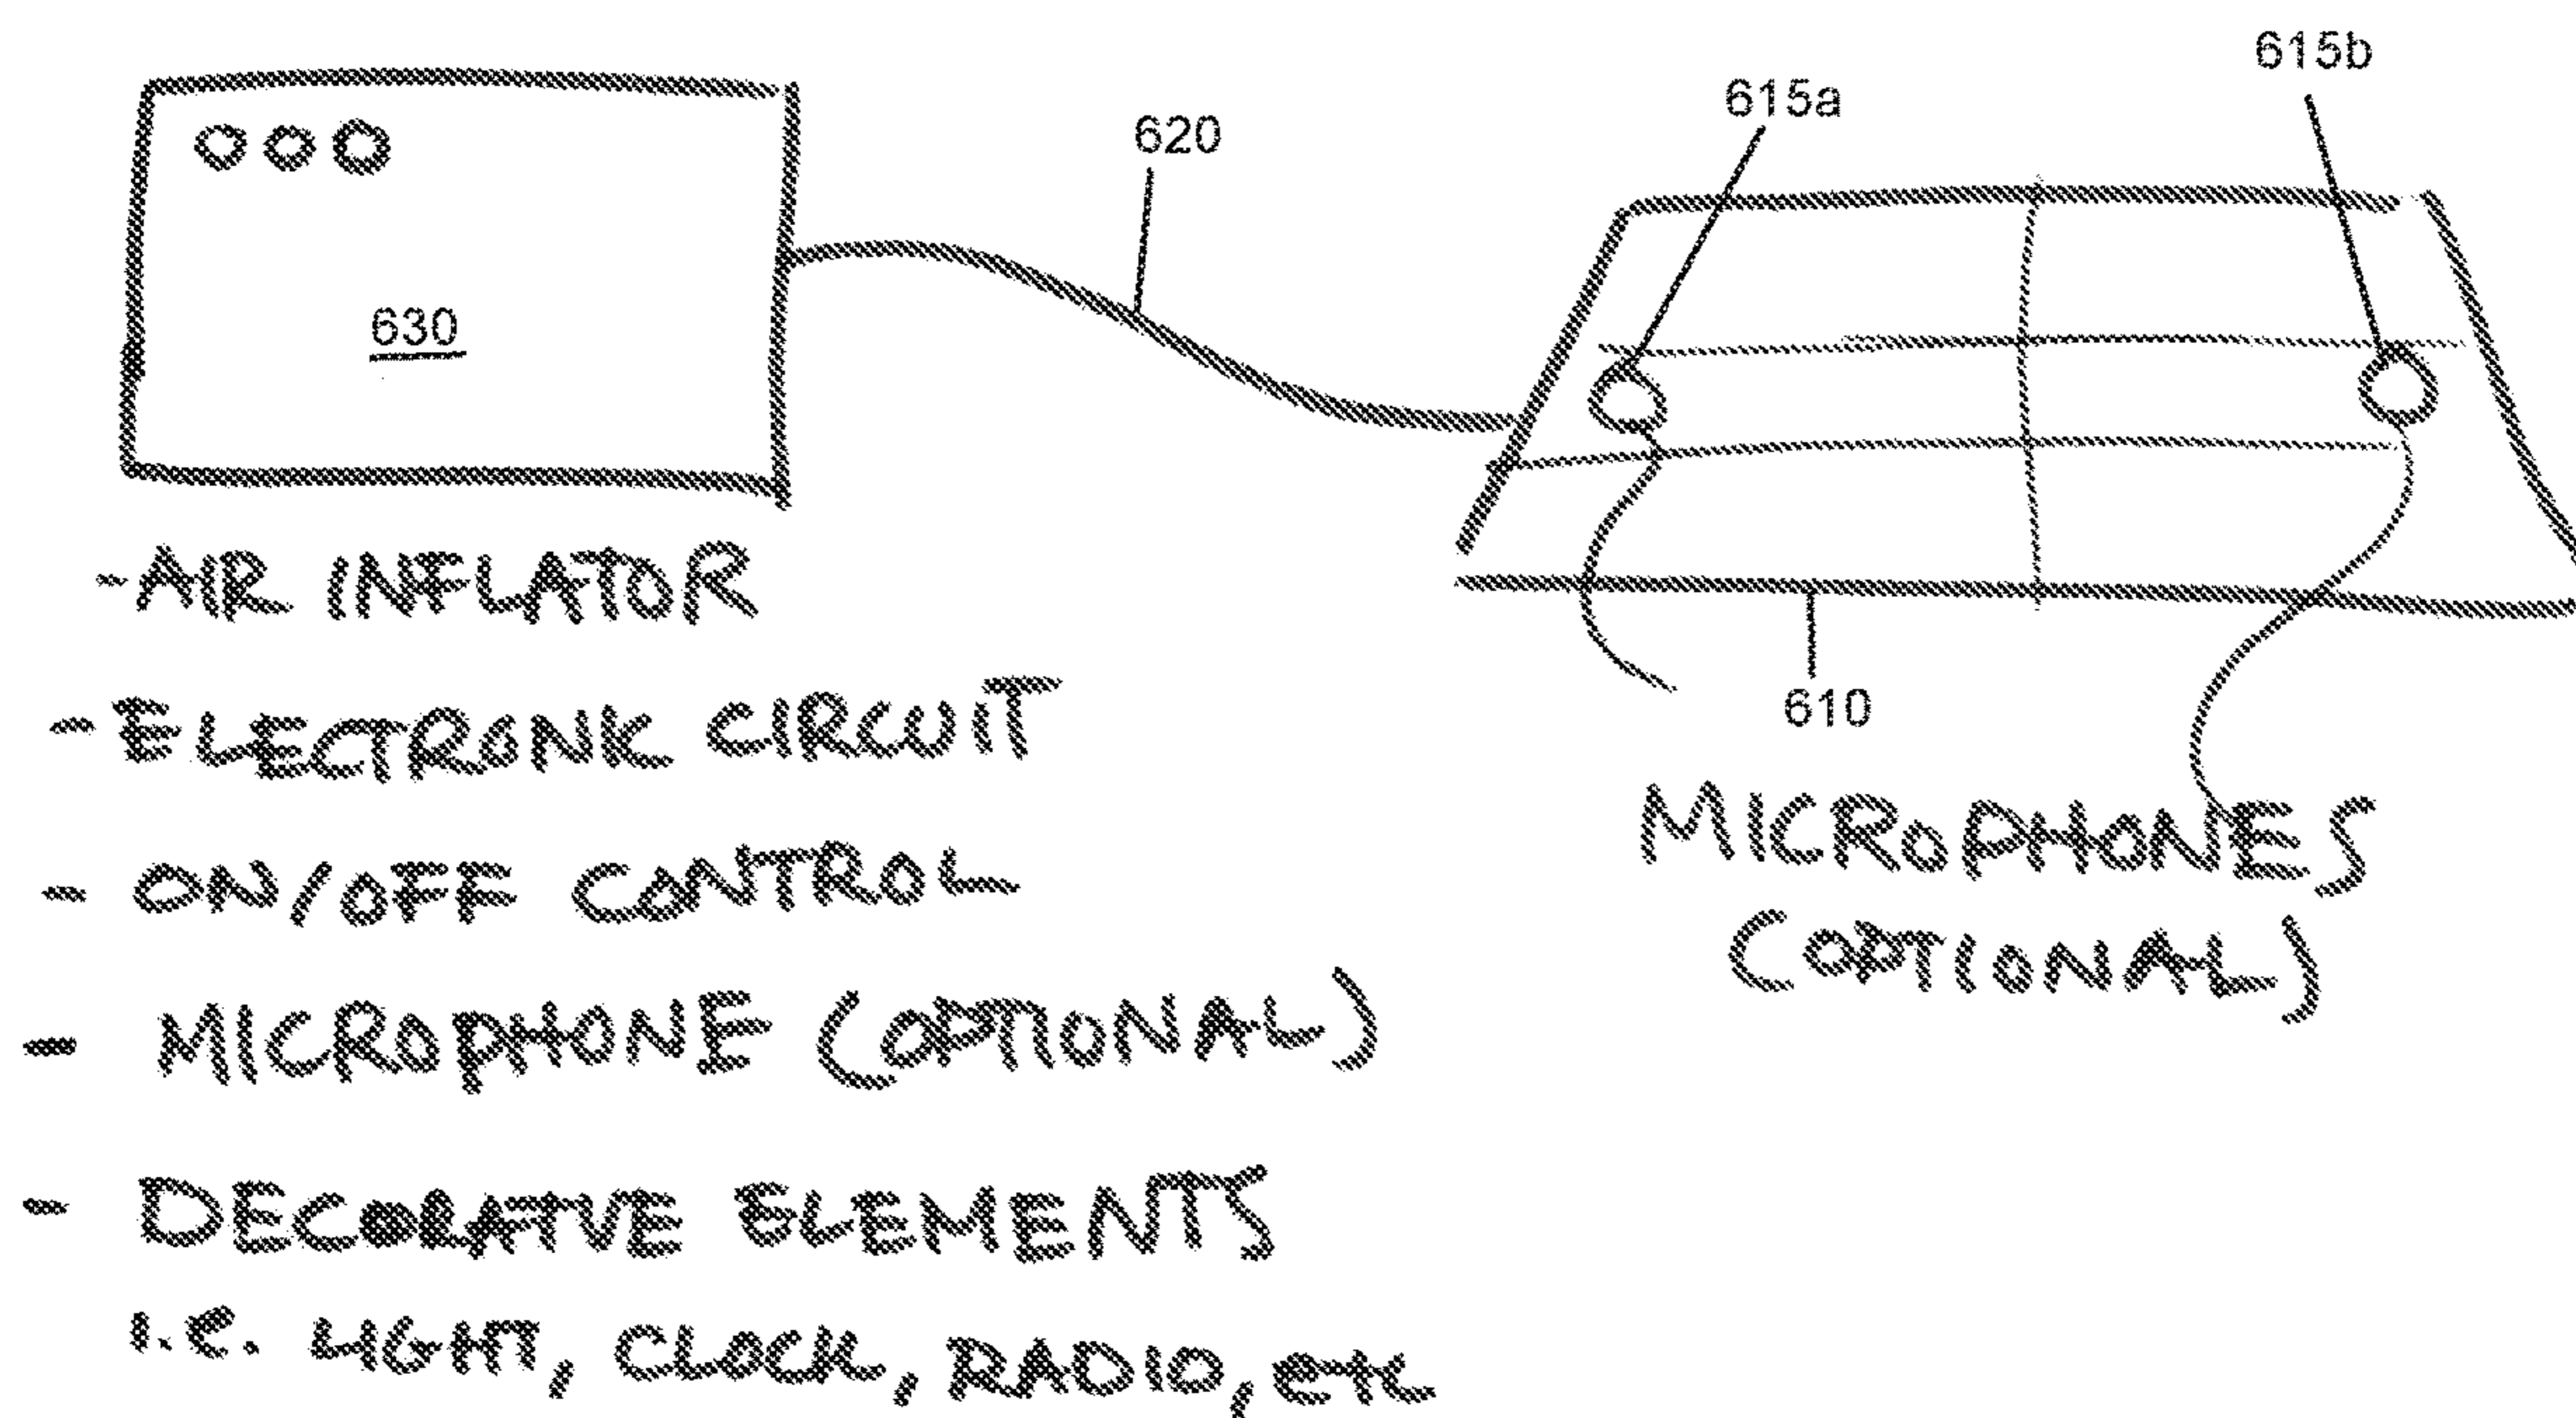 615b
615a
620
630
- AIR INFLATOR
- ELECTRONIC CIRCUIT
610
MICROPHONES
- ON/OFF CONTROL
(OPTIONAL)
- MICROPHONE (OPTIONAL)
- DECORATIVE ELEMENTS
i.e. LIGHT, CLOCK, RADIO, etc